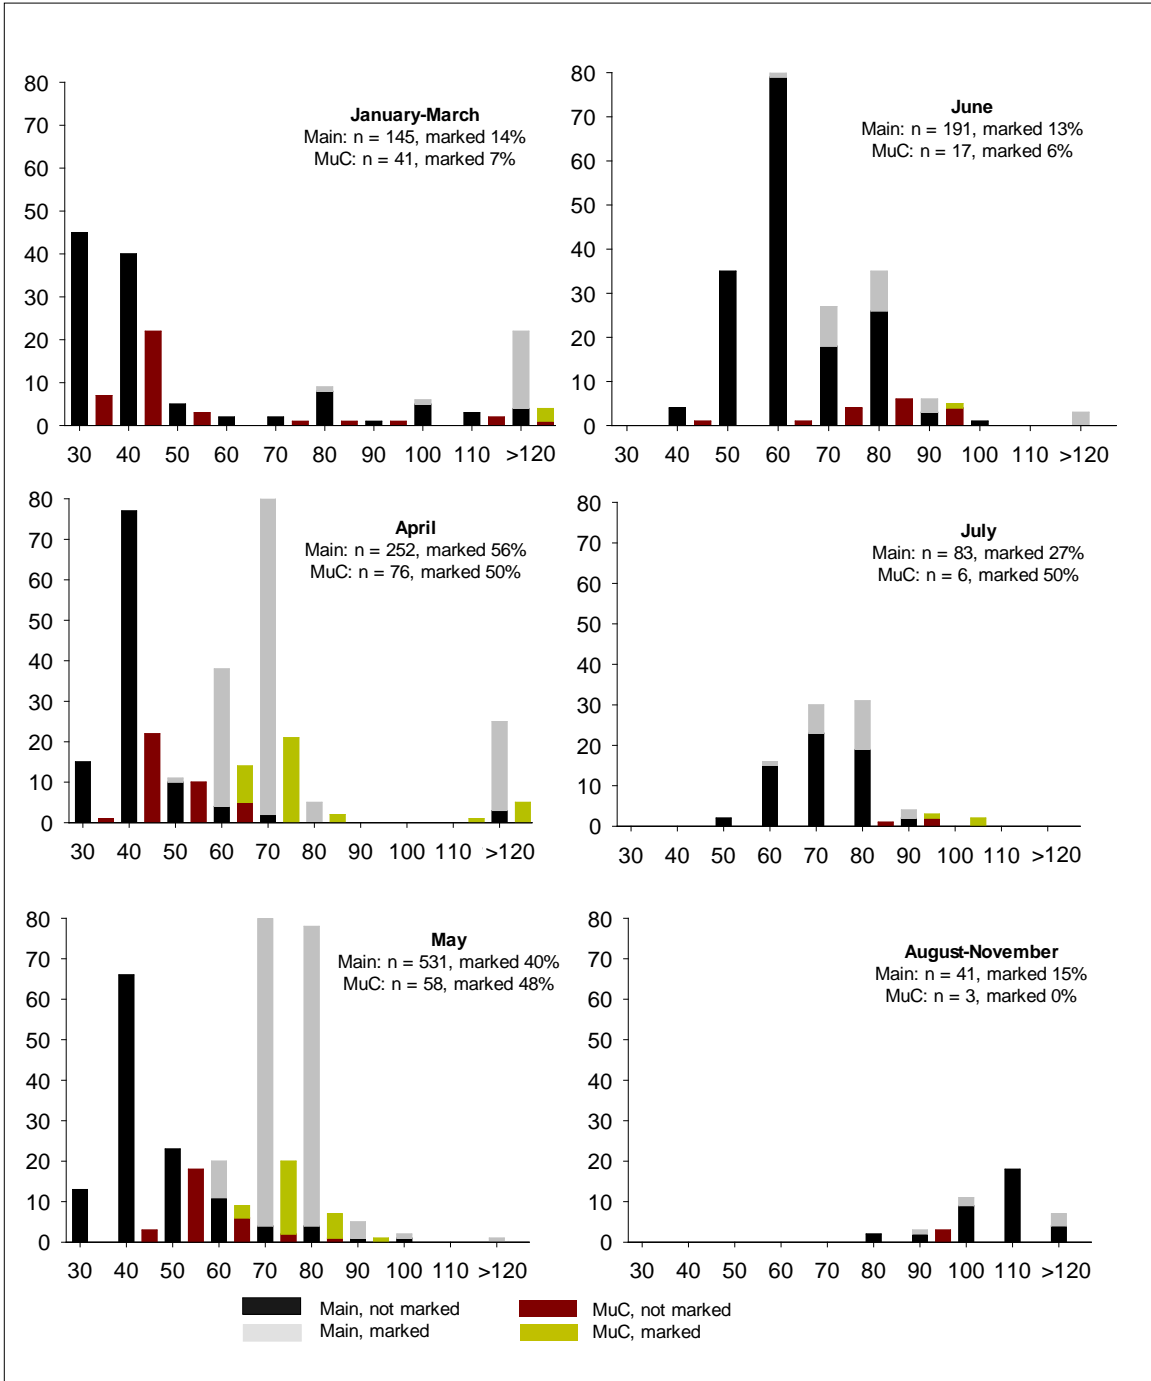 January-March
Main: n = 145, marked 14%
MuC: n = 41, marked 7%
80
70
60
50
40
30
20
10
0
30 40 50 60 70 80 90 100 110 >120
June
Main: n = 191, marked 13%
MuC: n = 17, marked 6%
80
70
60
50
40
30
20
10
0
30 40 50 60 70 80 90 100 110 >120
April
Main: n = 252, marked 56%
MuC: n = 76, marked 50%
80
70
60
50
40
30
20
10
0
30 40 50 60 70 80 90 100 110 >120
July
Main: n = 83, marked 27%
MuC: n = 6, marked 50%
80
70
60
50
40
30
20
10
0
30 40 50 60 70 80 90 100 110 >120
May
Main: n = 531, marked 40%
MuC: n = 58, marked 48%
80
70
60
50
40
30
20
10
0
30 40 50 60 70 80 90 100 110 >120
August-November
Main: n = 41, marked 15%
MuC: n = 3, marked 0%
80
70
60
50
40
30
20
10
0
30 40 50 60 70 80 90 100 110 >120
Main, not marked
Main, marked
MuC, not marked
MuC, marked